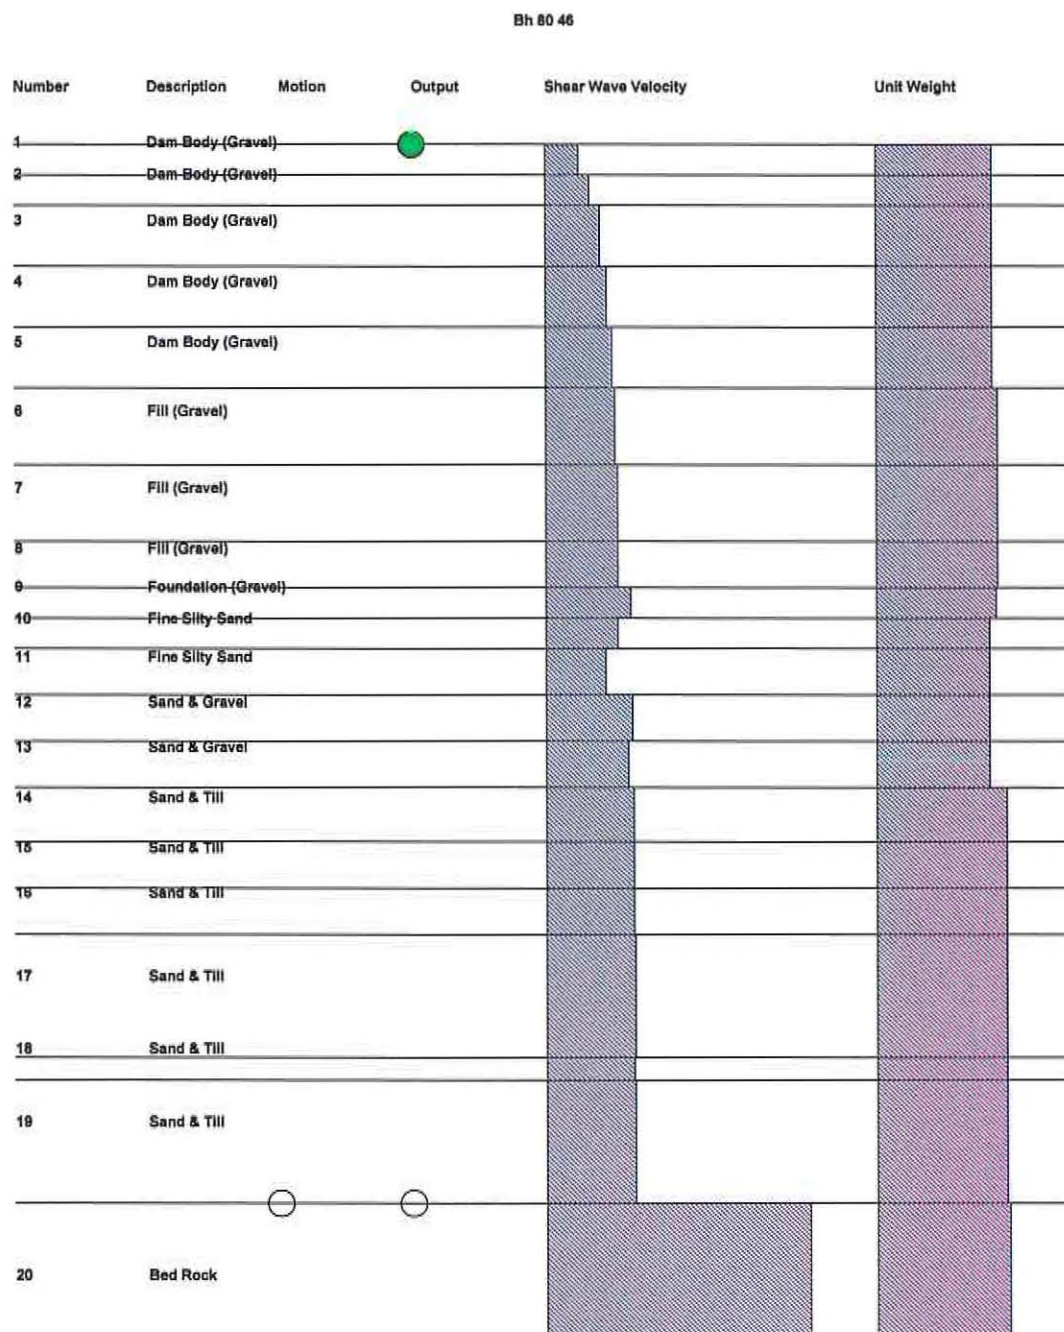 Bh 80 46
Number Description Motion Output Shear Wave Velocity Unit Weight
1 Dam Body (Gravel)
2 Dam Body (Gravel)
3 Dam Body (Gravel)
4 Dam Body (Gravel)
5 Dam Body (Gravel)
6 Fill (Gravel)
7 Fill (Gravel)
8 Fill (Gravel)
9 Foundation (Gravel)
10 Fine Silty Sand
11 Fine Silty Sand
12 Sand & Gravel
13 Sand & Gravel
14 Sand & Till
15 Sand & Till
16 Sand & Till
17 Sand & Till
18 Sand & Till
19 Sand & Till
20 Bed Rock